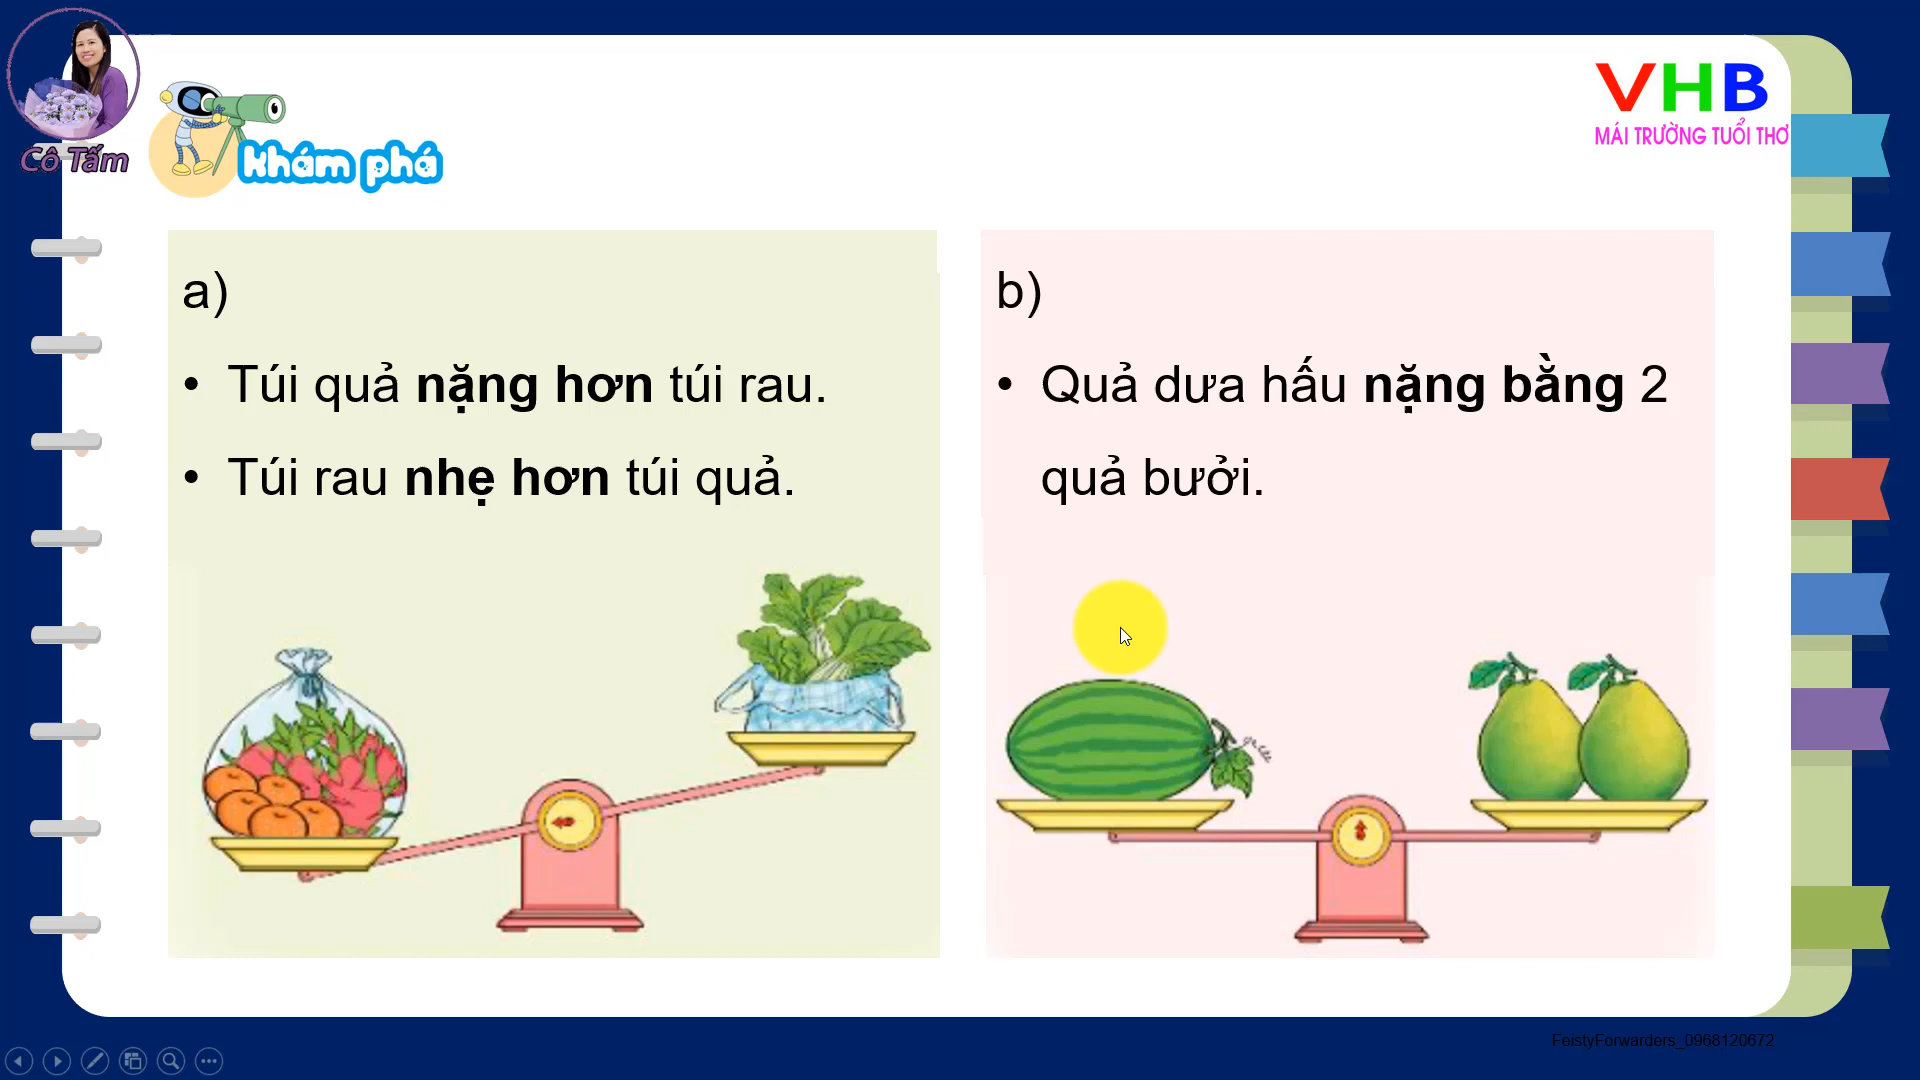 Cô Tấm
Khám phá
VHB
MÁI TRƯỜNG TUỔI THƠ
a)
• Túi quả nặng hơn túi rau.
• Túi rau nhẹ hơn túi quả.
b)
• Quả dưa hấu nặng bằng 2
quả bưởi.
FeistyForwarders_0968120672